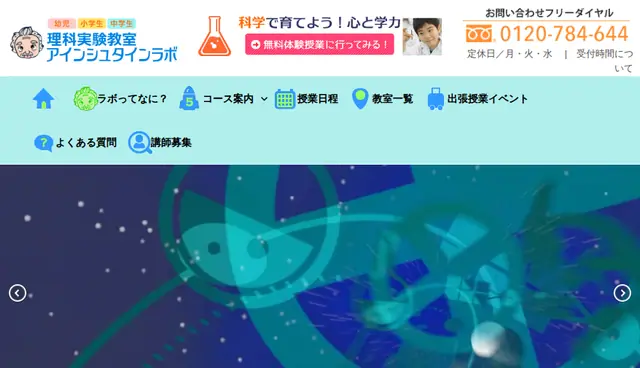 幼児 小学生 中学生
理科実験教室
アインシュタインラボ
科学で育てよう！心と学力
無料体験授業に行ってみる！
お問い合わせフリーダイヤル
0120-784-644
定休日／月・火・水　|　受付時間につ
いて
ラボってなに？
5
コース案内
授業日程
教室一覧
出張授業イベント
?
よくある質問
講師募集